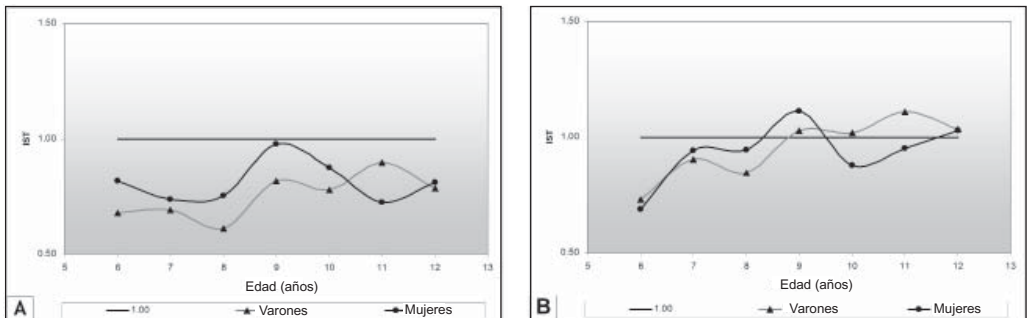 1.50
IST
1.00
0.50
5 6 7 8 9 10 11 12 13
Edad (años)
A
1.00 Varones Mujeres
1.50
IST
1.00
0.50
5 6 7 8 9 10 11 12 13
Edad (años)
B
1.00 Varones Mujeres